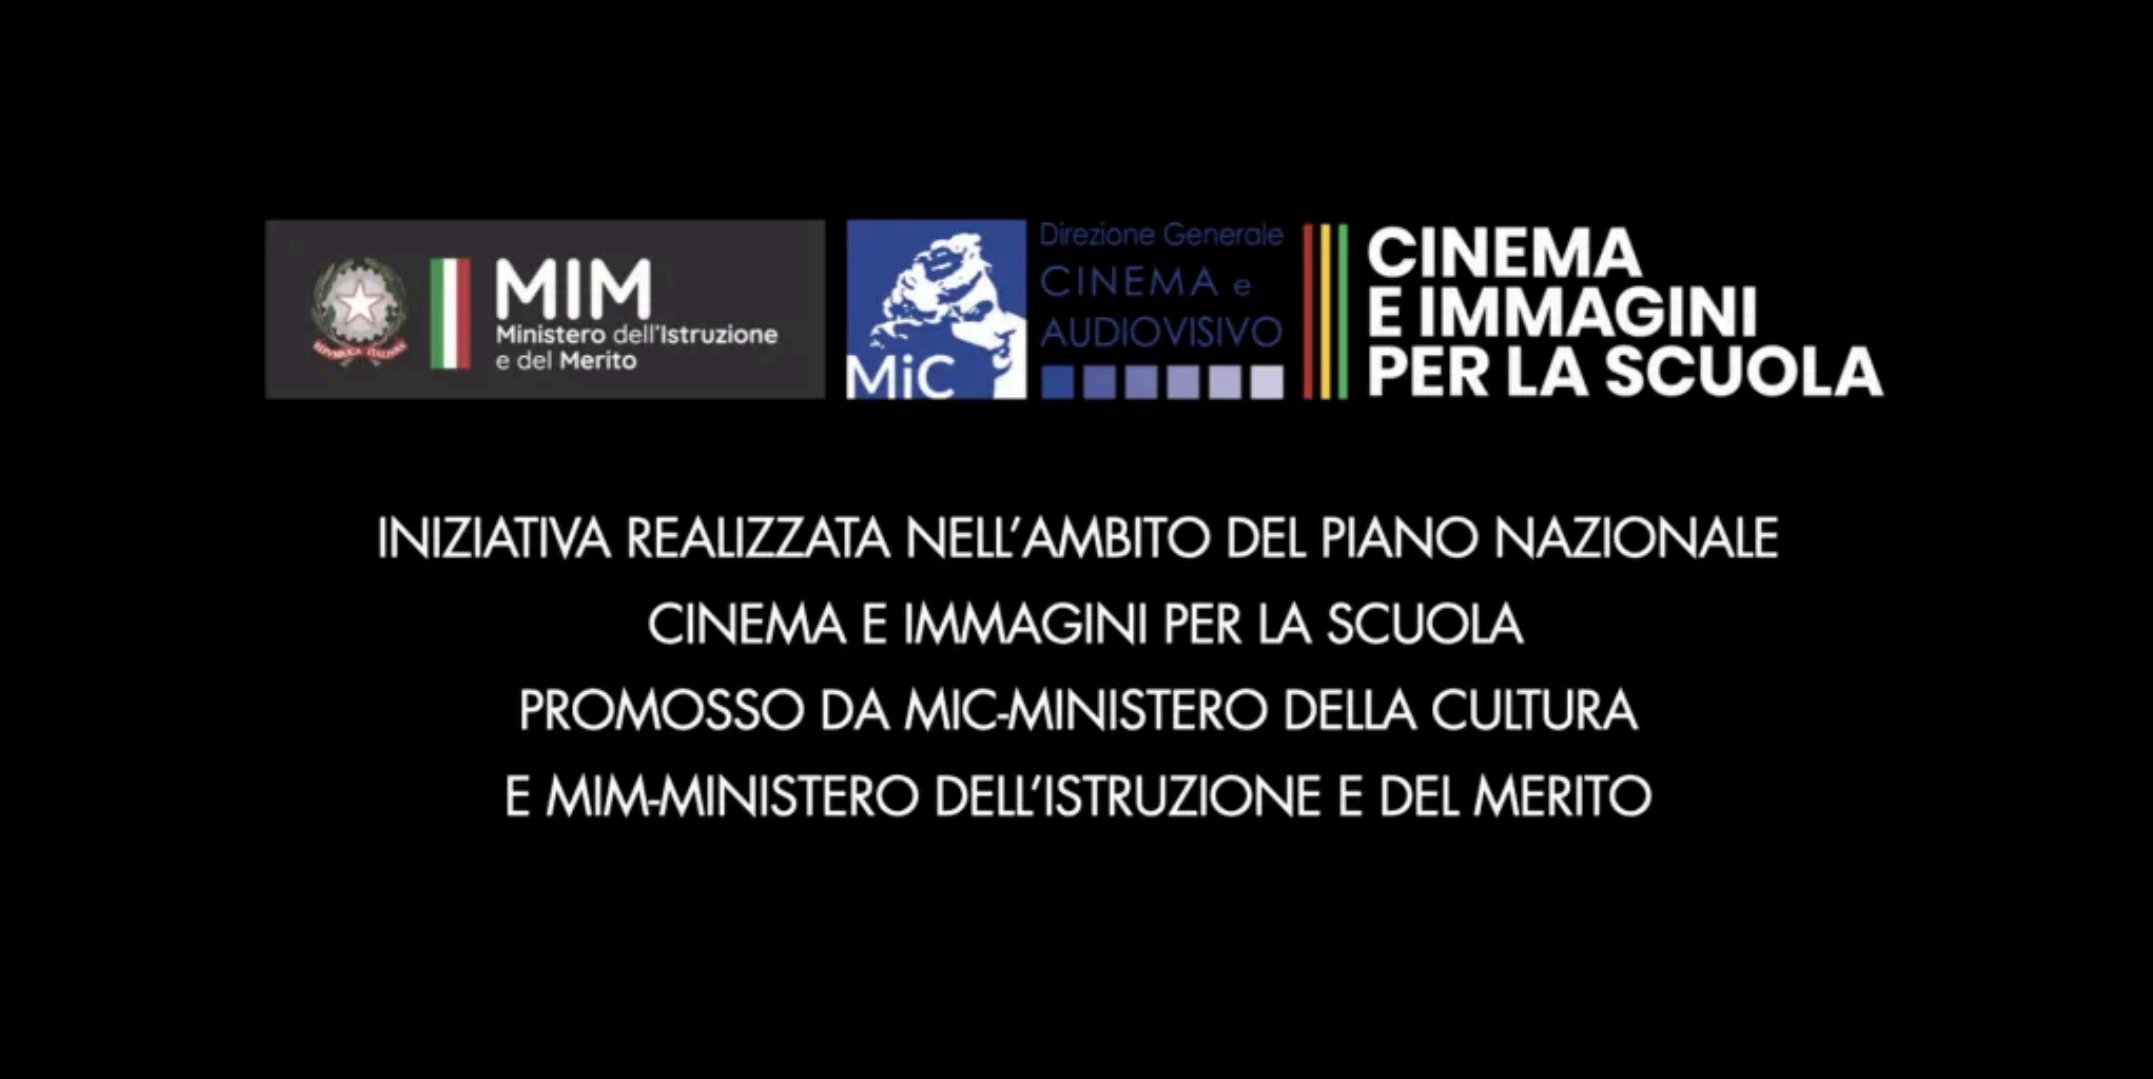 REPVBBLICA ITALIANA
MIM
Ministero dell'Istruzione
e del Merito
MiC
Direzione Generale
CINEMA e
AUDIOVISIVO
CINEMA
E IMMAGINI
PER LA SCUOLA
INIZIATIVA REALIZZATA NELL'AMBITO DEL PIANO NAZIONALE
CINEMA E IMMAGINI PER LA SCUOLA
PROMOSSO DA MIC-MINISTERO DELLA CULTURA
E MIM-MINISTERO DELL'ISTRUZIONE E DEL MERITO